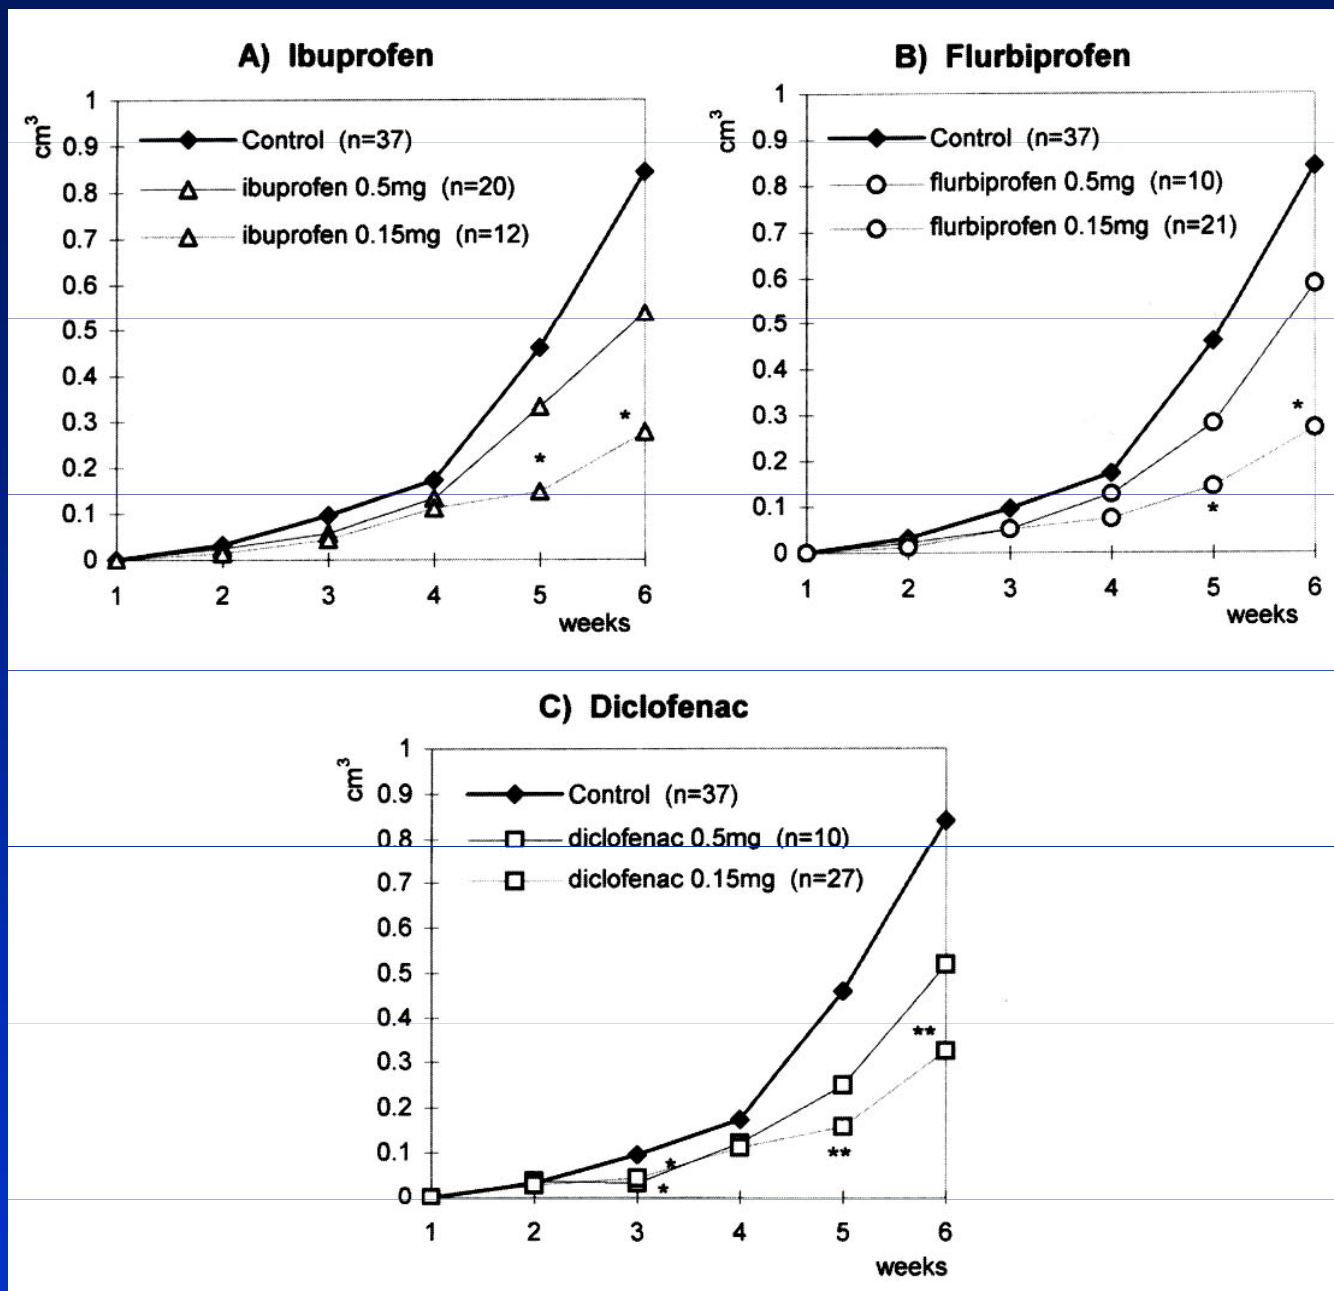 A) Ibuprofen
cm³
1
0.9
0.8
0.7
0.6
0.5
0.4
0.3
0.2
0.1
0
Control (n=37)
ibuprofen 0.5mg (n=20)
ibuprofen 0.15mg (n=12)
*
*
1 2 3 4 5 6
weeks
B) Flurbiprofen
cm³
1
0.9
0.8
0.7
0.6
0.5
0.4
0.3
0.2
0.1
0
Control (n=37)
flurbiprofen 0.5mg (n=10)
flurbiprofen 0.15mg (n=21)
*
*
1 2 3 4 5 6
weeks
C) Diclofenac
cm³
1
0.9
0.8
0.7
0.6
0.5
0.4
0.3
0.2
0.1
0
Control (n=37)
diclofenac 0.5mg (n=10)
diclofenac 0.15mg (n=27)
**
**
*
*
1 2 3 4 5 6
weeks